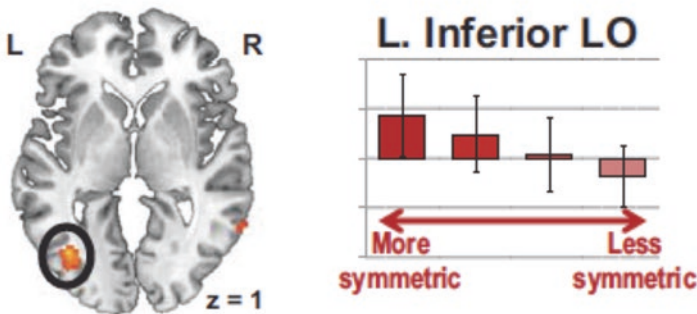 L
R
z = 1
L. Inferior LO
More
symmetric
Less
symmetric